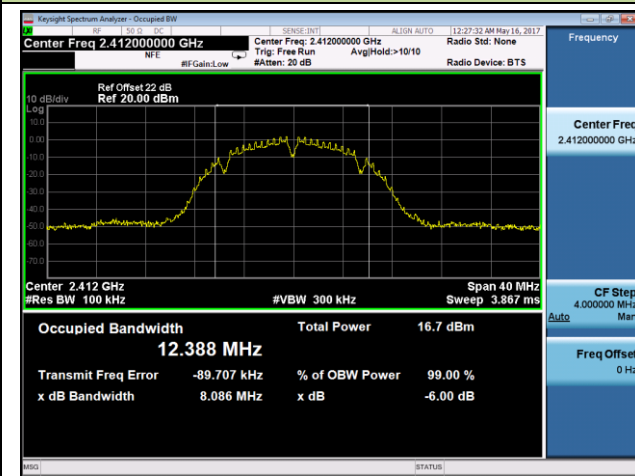 Keysight Spectrum Analyzer - Occupied BW
RF 50 Ω DC SENSE:INT ALIGN AUTO 12:27:32 AM May 16, 2017
Center Freq 2.412000000 GHz Center Freq: 2.412000000 GHz Radio Std: None
NFE Trig: Free Run Avg|Hold:>10/10
#IFGain:Low #Atten: 20 dB Radio Device: BTS
Frequency
Ref Offset 22 dB
10 dB/div Ref 20.00 dBm
Log
10.0
0.00
-10.0
-20.0
-30.0
-40.0
-50.0
-60.0
-70.0
Center 2.412 GHz Span 40 MHz
#Res BW 100 kHz #VBW 300 kHz Sweep 3.867 ms
Occupied Bandwidth Total Power 16.7 dBm
12.388 MHz
Transmit Freq Error -89.707 kHz % of OBW Power 99.00 %
x dB Bandwidth 8.086 MHz x dB -6.00 dB
Center Freq
2.412000000 GHz
CF Step
4.000000 MHz
Auto Man
Freq Offset
0 Hz
MSG STATUS